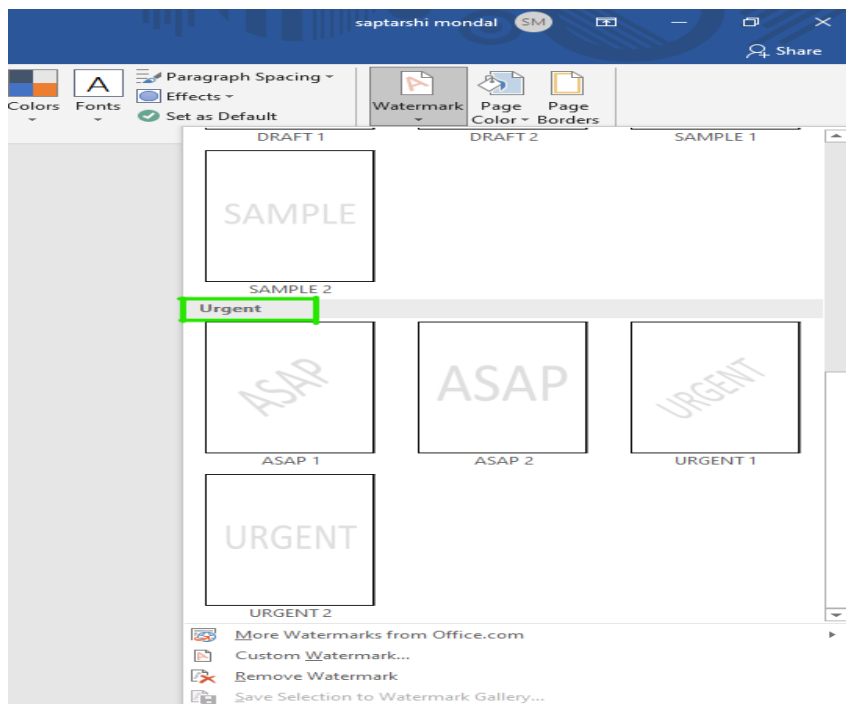 saptarshi mondal SM
Share
Colors
Fonts
Paragraph Spacing
Effects
Set as Default
Watermark
Page Color
Page Borders
DRAFT 1 DRAFT 2 SAMPLE 1
SAMPLE
SAMPLE 2
Urgent
ASAP ASAP URGENT
ASAP 1 ASAP 2 URGENT 1
URGENT
URGENT 2
More Watermarks from Office.com
Custom Watermark...
Remove Watermark
Save Selection to Watermark Gallery...